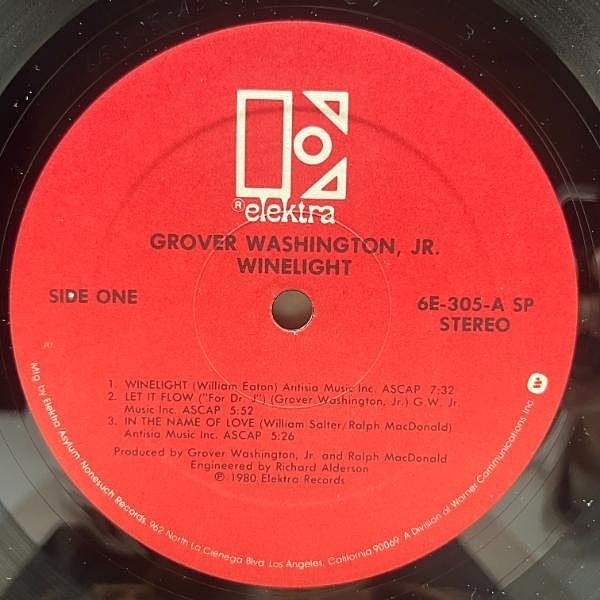 ® elektra
GROVER WASHINGTON, JR.
WINELIGHT
SIDE ONE
6E-305-A SP
STEREO
1. WINELIGHT (William Eaton) Antisia Music Inc. ASCAP 7:32
2. LET IT FLOW ("For Dr. J") (Grover Washington, Jr.) G.W. Jr.
Music Inc. ASCAP 5:52
3. IN THE NAME OF LOVE (William Salter/Ralph MacDonald)
Antisia Music Inc. ASCAP 5:26
Produced by Grover Washington, Jr. and Ralph MacDonald
Engineered by Richard Alderson
℗ 1980 Elektra Records
Mfg by Elektra/Asylum/Nonesuch Records, 962 North La Cienega Blvd, Los Angeles, California 90069. A Division of Warner Communications Inc